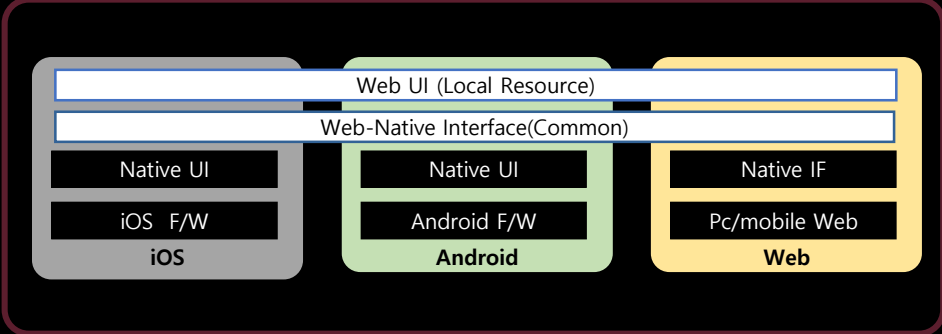 Web UI (Local Resource)
Web-Native Interface(Common)
Native UI
Native UI
Native IF
iOS F/W
Android F/W
Pc/mobile Web
iOS
Android
Web